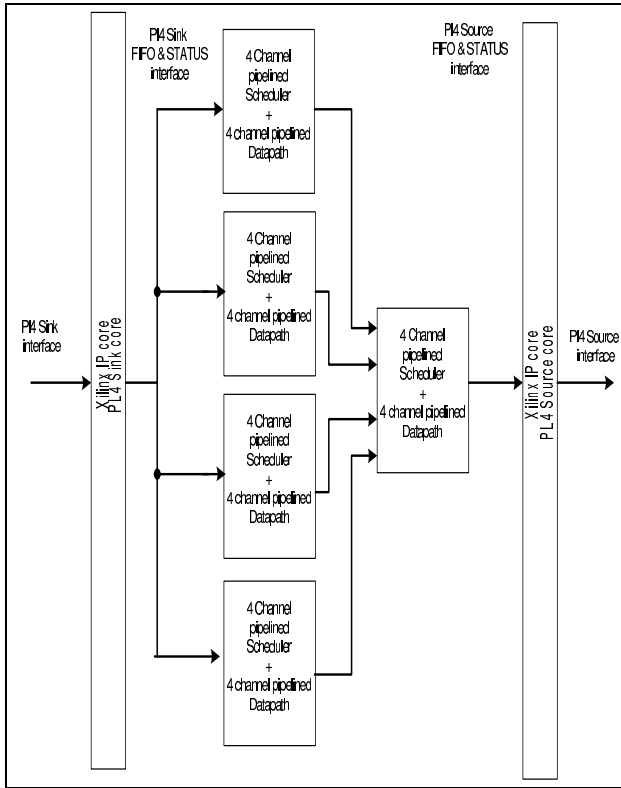 Pl4 Sink
FIFO & STATUS
interface
Pl4 Source
FIFO & STATUS
interface
4 Channel
pipelined
Scheduler
+
4 channel pipelined
Datapath
4 Channel
pipelined
Scheduler
+
4 channel pipelined
Datapath
Pl4 Sink
interface
Xilinx IP core
PL4 Sink core
4 Channel
pipelined
Scheduler
+
4 channel pipelined
Datapath
Xilinx IP core
PL4 Source core
Pl4 Source
interface
4 Channel
pipelined
Scheduler
+
4 channel pipelined
Datapath
4 Channel
pipelined
Scheduler
+
4 channel pipelined
Datapath